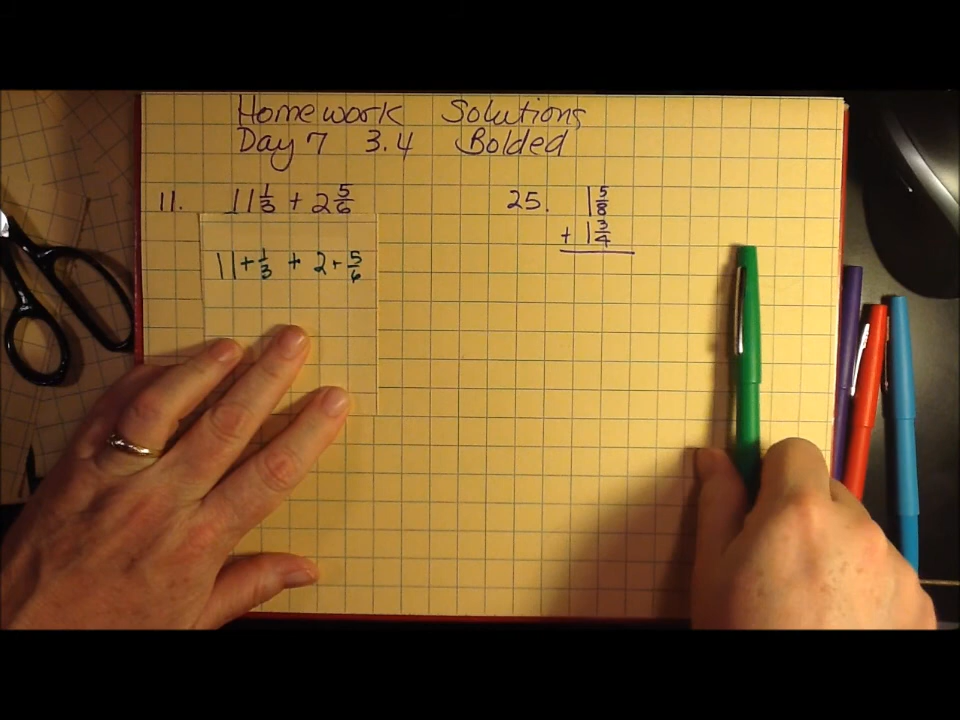 Homework Solutions
Day 7 3.4 Bolded
11. 11 1/3 + 2 5/6
11 + 1/3 + 2 + 5/6
25. 1 5/8
+ 1 3/4